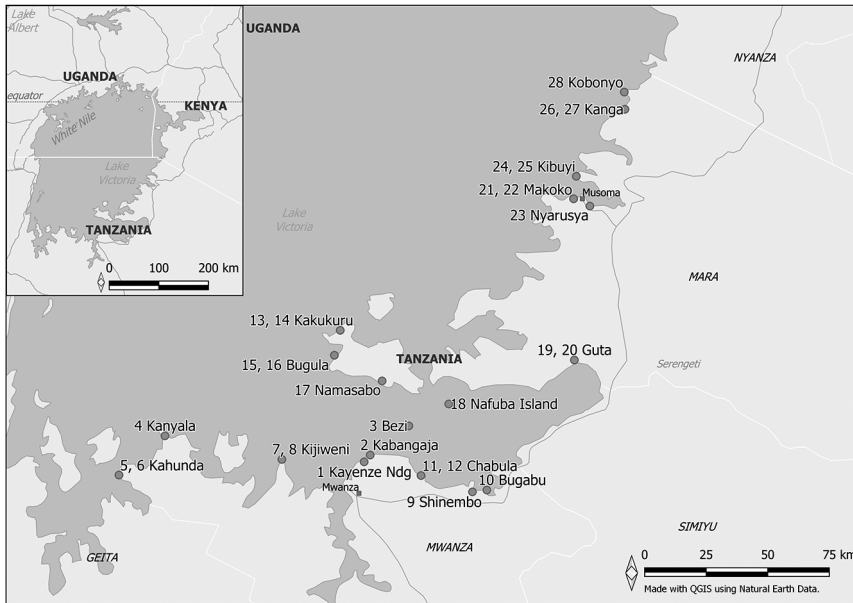 Lake
Albert
UGANDA
equator
KENYA
White Nile
Lake
Victoria
TANZANIA
0 100 200 km
UGANDA
NYANZA
28 Kobonyo
26, 27 Kanga
24, 25 Kibuyi
21, 22 Makoko
Musoma
23 Nyarusya
Lake
Victoria
MARA
13, 14 Kakukuru
TANZANIA
19, 20 Guta
15, 16 Bugula
Serengeti
17 Namasabo
18 Nafuba Island
3 Bezi
4 Kanyala
2 Kabangaja
7, 8 Kijiweni
5, 6 Kahunda
1 Kayenze Ndg
11, 12 Chabula
10 Bugabu
Mwanza
9 Shinembo
SIMIYU
MWANZA
GEITA
0 25 50 75 km
Made with QGIS using Natural Earth Data.